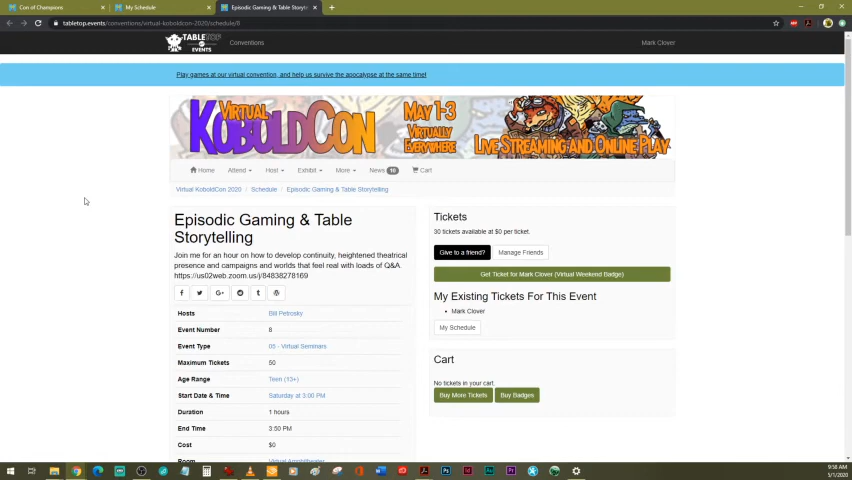 Con of Champions
My Schedule
Episodic Gaming & Table Storytell
tabletop.events/conventions/virtual-koboldcon-2020/schedule/8
TABLETOP
EVENTS
Conventions
Mark Clover
Play games at our virtual convention, and help us survive the apocalypse at the same time!
VIRTUAL
KOBOLDCON
MAY 1-3
VIRTUALLY
EVERYWHERE
LIVE STREAMING AND ONLINE PLAY
Home Attend Host Exhibit More News 10 Cart
Virtual KoboldCon 2020 / Schedule / Episodic Gaming & Table Storytelling
Episodic Gaming & Table
Storytelling
Join me for an hour on how to develop continuity, heightened theatrical
presence and campaigns and worlds that feel real with loads of Q&A
https://us02web.zoom.us/j/84838278169
Hosts Bill Petrosky
Event Number 8
Event Type 05 - Virtual Seminars
Maximum Tickets 50
Age Range Teen (13+)
Start Date & Time Saturday at 3:00 PM
Duration 1 hours
End Time 3:50 PM
Cost $0
Room Virtual Amphitheater
Tickets
30 tickets available at $0 per ticket.
Give to a friend? Manage Friends
Get Ticket for Mark Clover (Virtual Weekend Badge)
My Existing Tickets For This Event
Mark Clover
My Schedule
Cart
No tickets in your cart.
Buy More Tickets Buy Badges
9:58 AM
5/1/2020